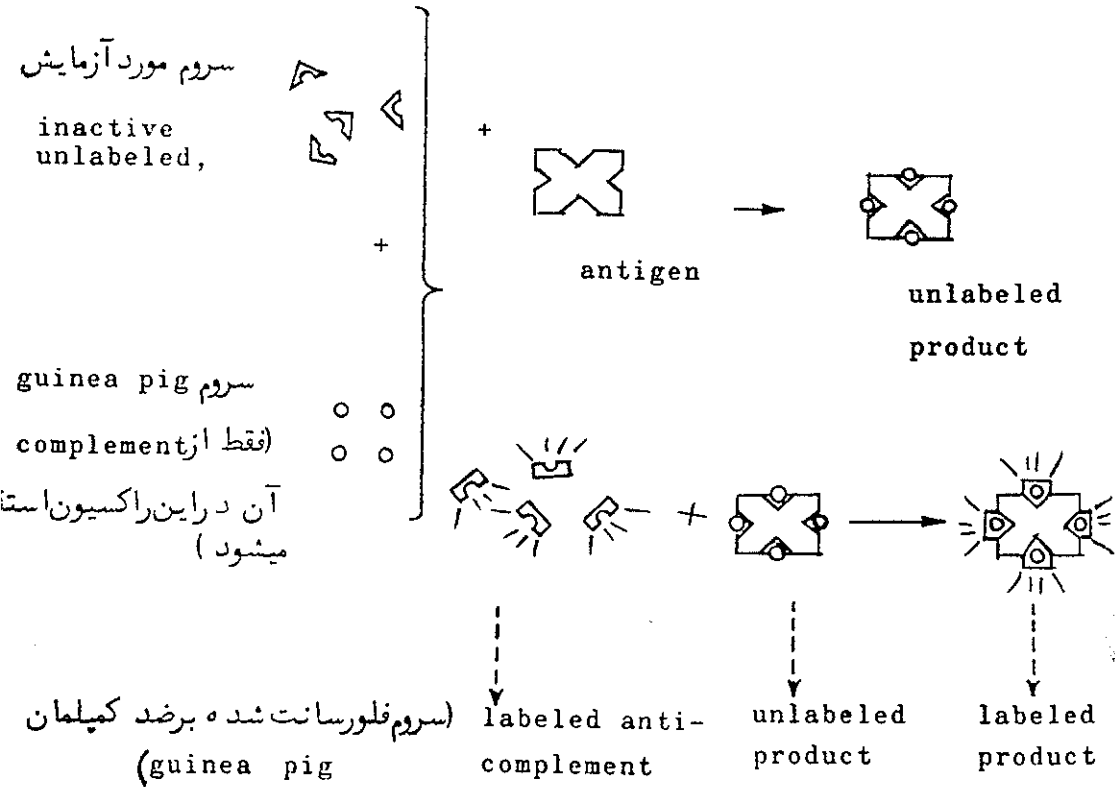 سروم مورد آزمایش
inactive
unlabeled,
+
+
antigen
unlabeled
product
سروم guinea pig
(فقط از complement
آن در این راکسیون استا
میشود )
+
(سروم فلورسانت شده برضد کمپلمان
guinea pig)
labeled anti-
complement
unlabeled
product
labeled
product